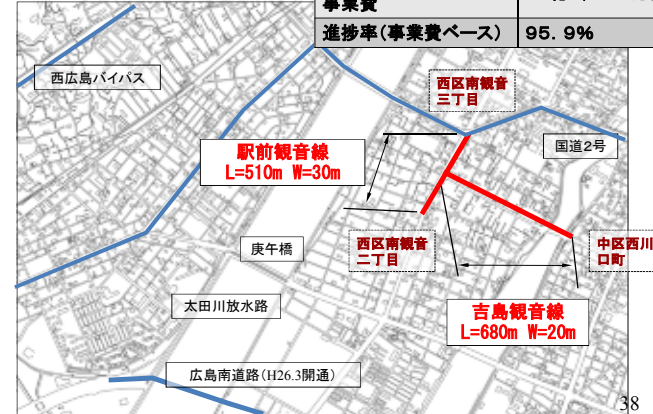 事業費
進捗率(事業費ベース) 95.9%
西広島バイパス
西区南観音
三丁目
国道2号
駅前観音線
L=510m W=30m
庚午橋
西区南観音
二丁目
中区西川
口町
太田川放水路
吉島観音線
L=680m W=20m
広島南道路(H26.3開通)
38